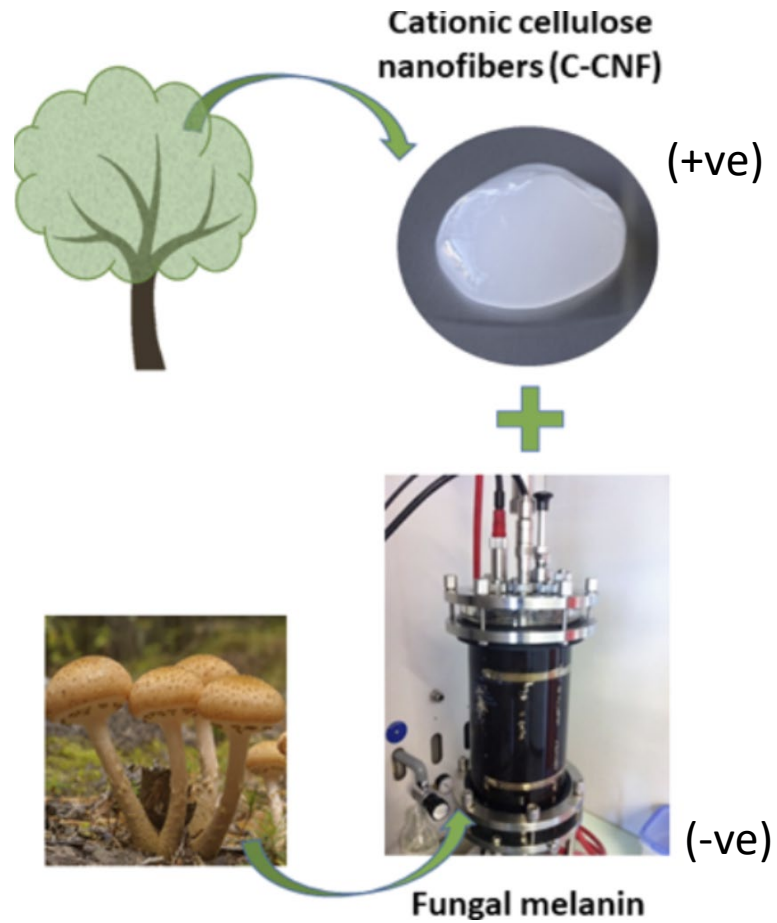 Cationic cellulose
nanofibers (C-CNF)
(+ve)
(-ve)
Fungal melanin